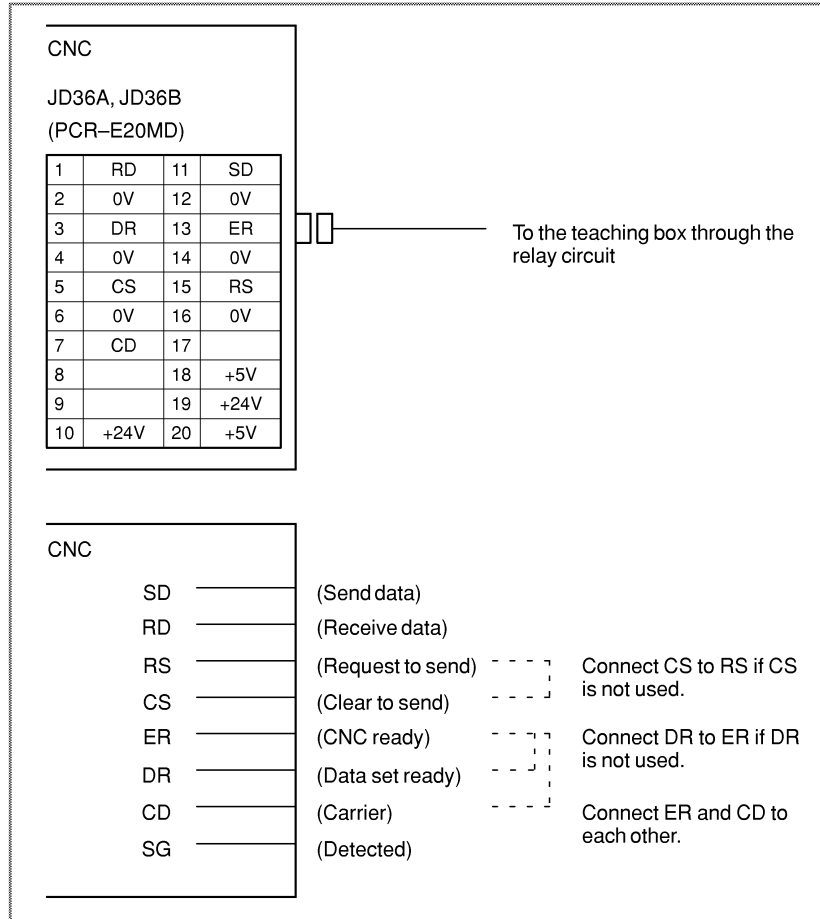 CNC
JD36A, JD36B
(PCR–E20MD)
1 RD 11 SD
2 0V 12 0V
3 DR 13 ER
4 0V 14 0V
5 CS 15 RS
6 0V 16 0V
7 CD 17
8 18 +5V
9 19 +24V
10 +24V 20 +5V
To the teaching box through the
relay circuit
CNC
SD (Send data)
RD (Receive data)
RS (Request to send)
CS (Clear to send)
Connect CS to RS if CS
is not used.
ER (CNC ready)
DR (Data set ready)
Connect DR to ER if DR
is not used.
CD (Carrier)
SG (Detected)
Connect ER and CD to
each other.